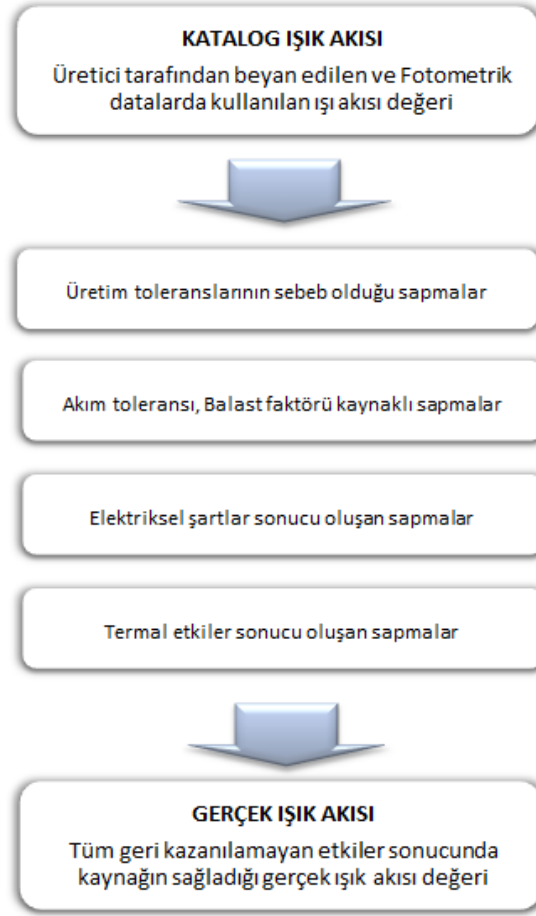 KATALOG IŞIK AKISI
Üretici tarafından beyan edilen ve Fotometrik
datalarda kullanılan ışı akısı değeri
Üretim toleranslarının sebeb olduğu sapmalar
Akım toleransı, Balast faktörü kaynaklı sapmalar
Elektriksel şartlar sonucu oluşan sapmalar
Termal etkiler sonucu oluşan sapmalar
GERÇEK IŞIK AKISI
Tüm geri kazanılamayan etkiler sonucunda
kaynağın sağladığı gerçek ışık akısı değeri